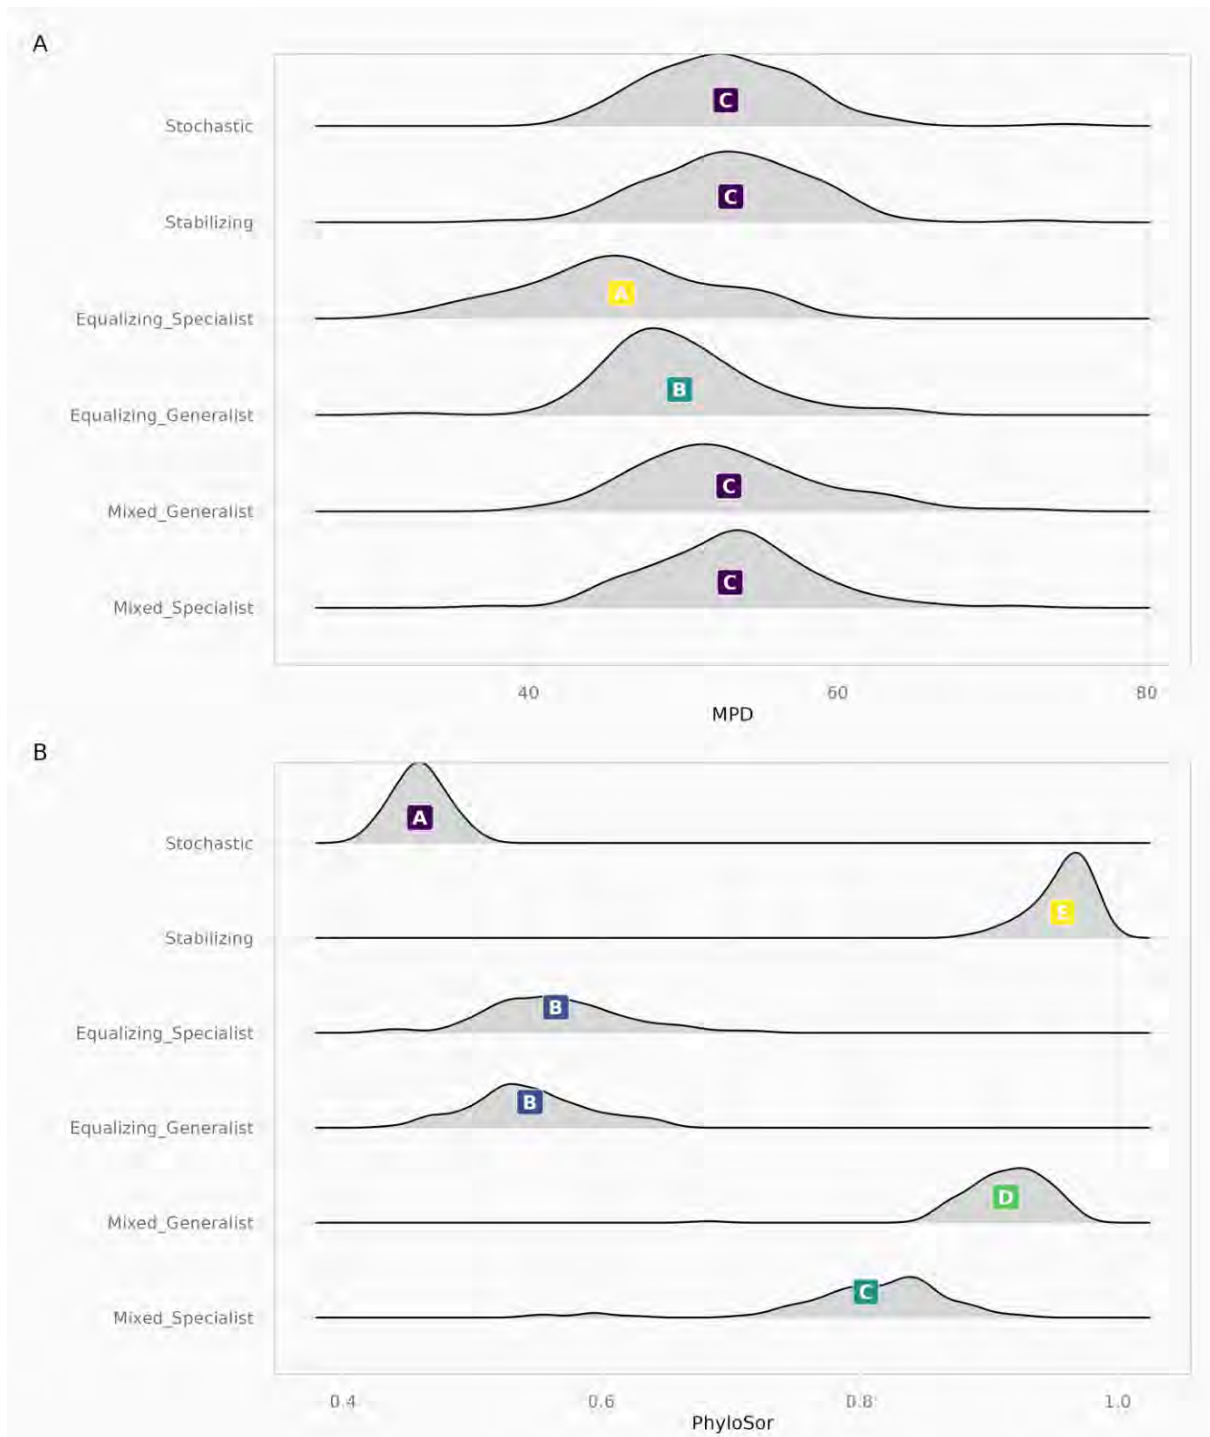 A
C
Stochastic
C
Stabilizing
A
Equalizing_Specialist
B
Equalizing_Generalist
C
Mixed_Generalist
C
Mixed_Specialist
40 60 80
MPD
B
A
Stochastic
E
Stabilizing
B
Equalizing_Specialist
B
Equalizing_Generalist
D
Mixed_Generalist
C
Mixed_Specialist
0.4 0.6 0.8 1.0
PhyloSor